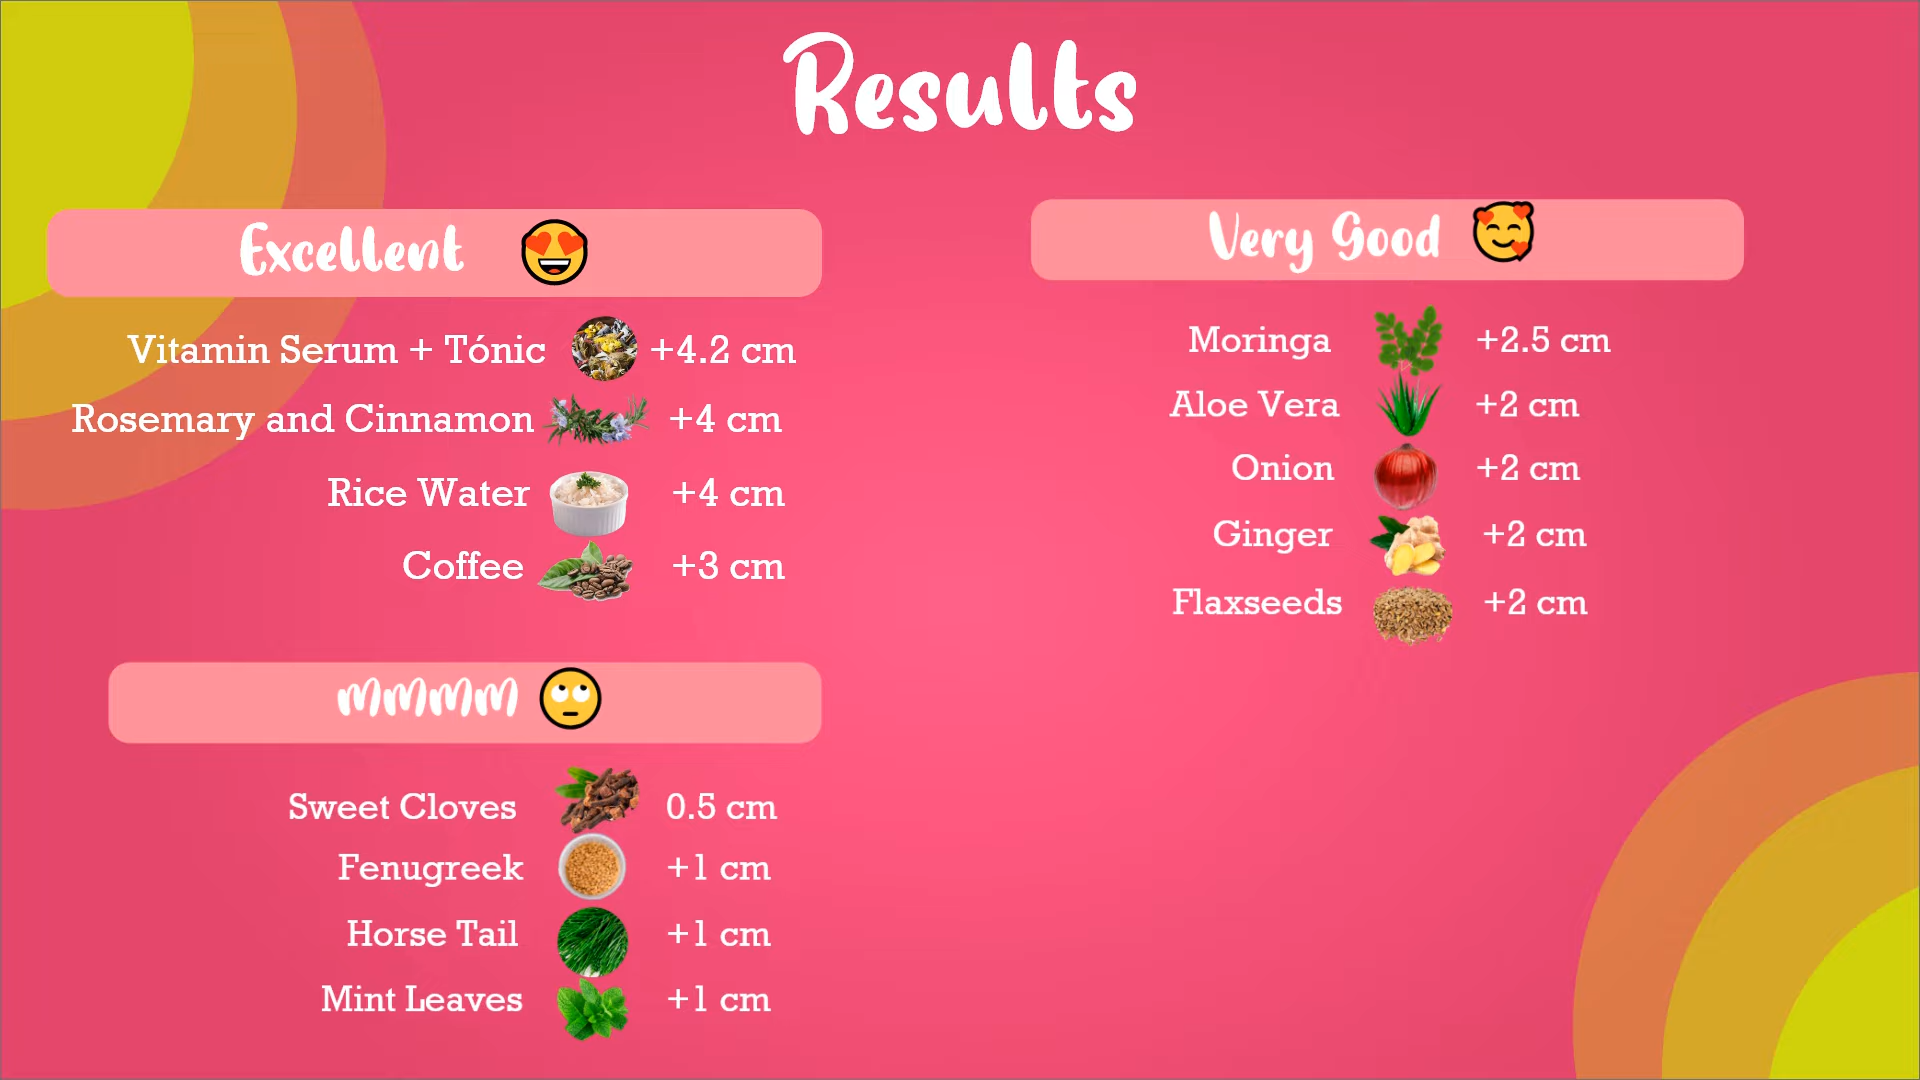 Results
Excellent
Vitamin Serum + Tónic +4.2 cm
Rosemary and Cinnamon +4 cm
Rice Water +4 cm
Coffee +3 cm
Very Good
Moringa +2.5 cm
Aloe Vera +2 cm
Onion +2 cm
Ginger +2 cm
Flaxseeds +2 cm
mmmm
Sweet Cloves 0.5 cm
Fenugreek +1 cm
Horse Tail +1 cm
Mint Leaves +1 cm